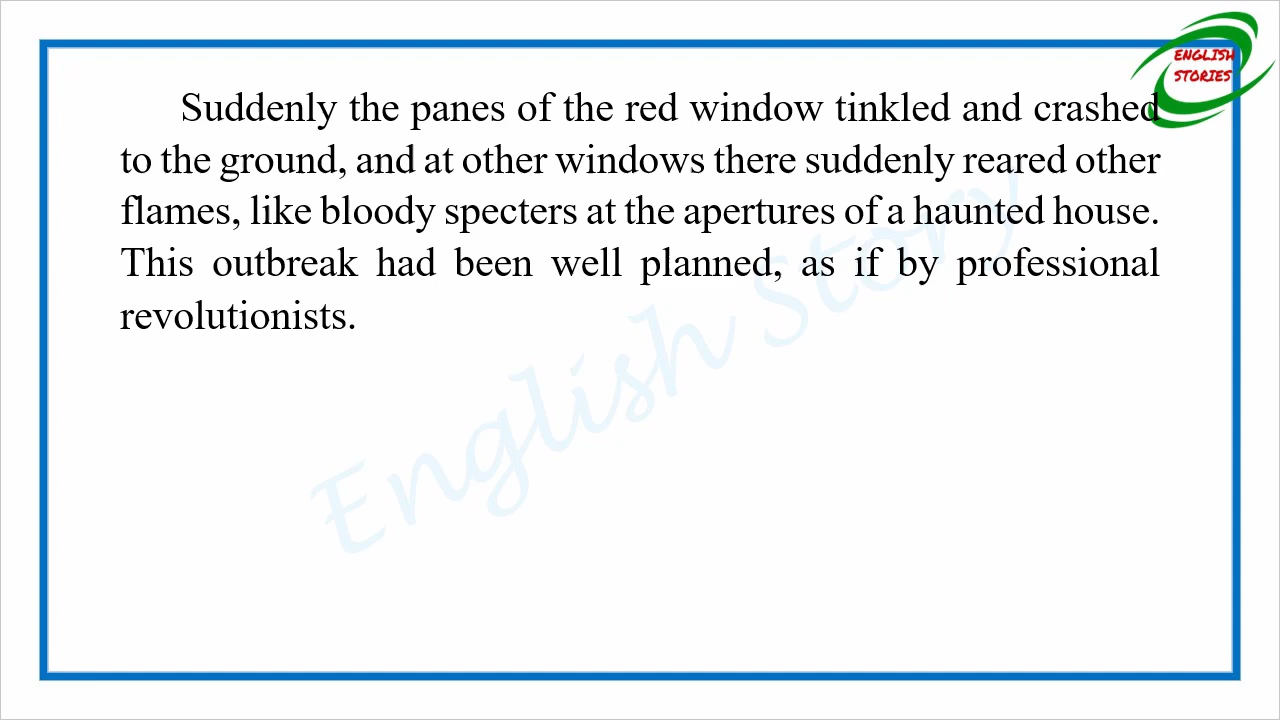 ENGLISH
STORIES
Suddenly the panes of the red window tinkled and crashed
to the ground, and at other windows there suddenly reared other
flames, like bloody specters at the apertures of a haunted house.
This outbreak had been well planned, as if by professional
revolutionists.
English Story